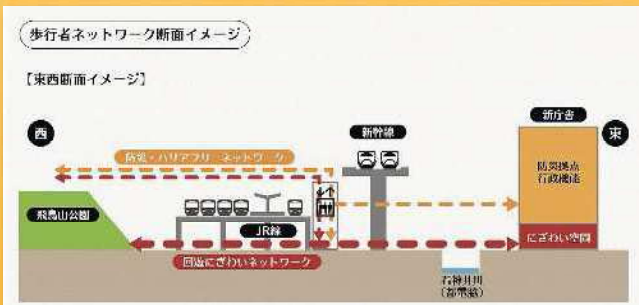 歩行者ネットワーク断面イメージ
【東西断面イメージ】
西
新幹線
新庁舎
東
防災・バリアフリーネットワーク
防災拠点
行政機能
飛鳥山公園
JR線
にぎわい空間
回遊にぎわいネットワーク
石神井川
(都電線)